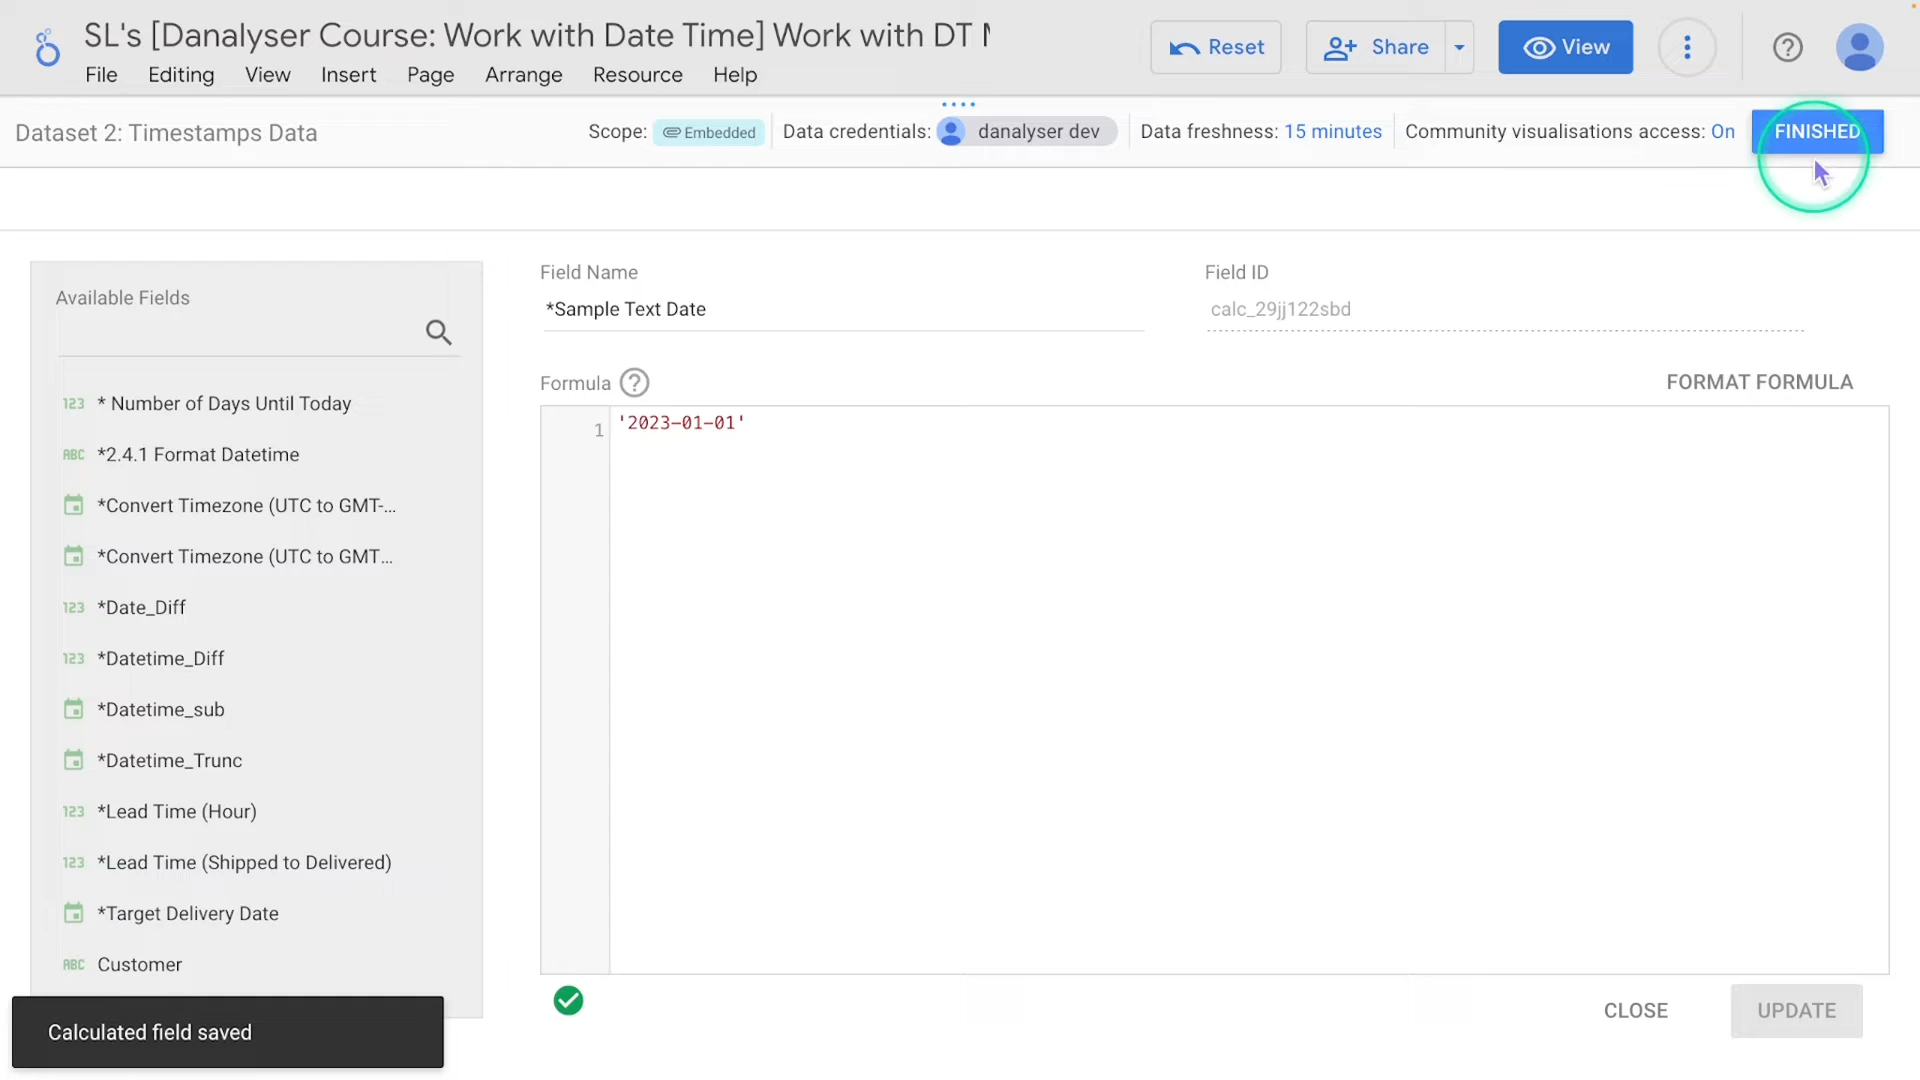 SL's [Danalyser Course: Work with Date Time] Work with DT
File Editing View Insert Page Arrange Resource Help
Reset
Share
View
Dataset 2: Timestamps Data
Scope: Embedded
Data credentials: danalyser dev
Data freshness: 15 minutes
Community visualisations access: On
FINISHED
Available Fields
123 * Number of Days Until Today
ABC *2.4.1 Format Datetime
*Convert Timezone (UTC to GMT-...
*Convert Timezone (UTC to GMT...
123 *Date_Diff
123 *Datetime_Diff
*Datetime_sub
*Datetime_Trunc
123 *Lead Time (Hour)
123 *Lead Time (Shipped to Delivered)
*Target Delivery Date
ABC Customer
Field Name
*Sample Text Date
Field ID
calc_29jj122sbd
Formula
FORMAT FORMULA
1 '2023-01-01'
CLOSE
UPDATE
Calculated field saved